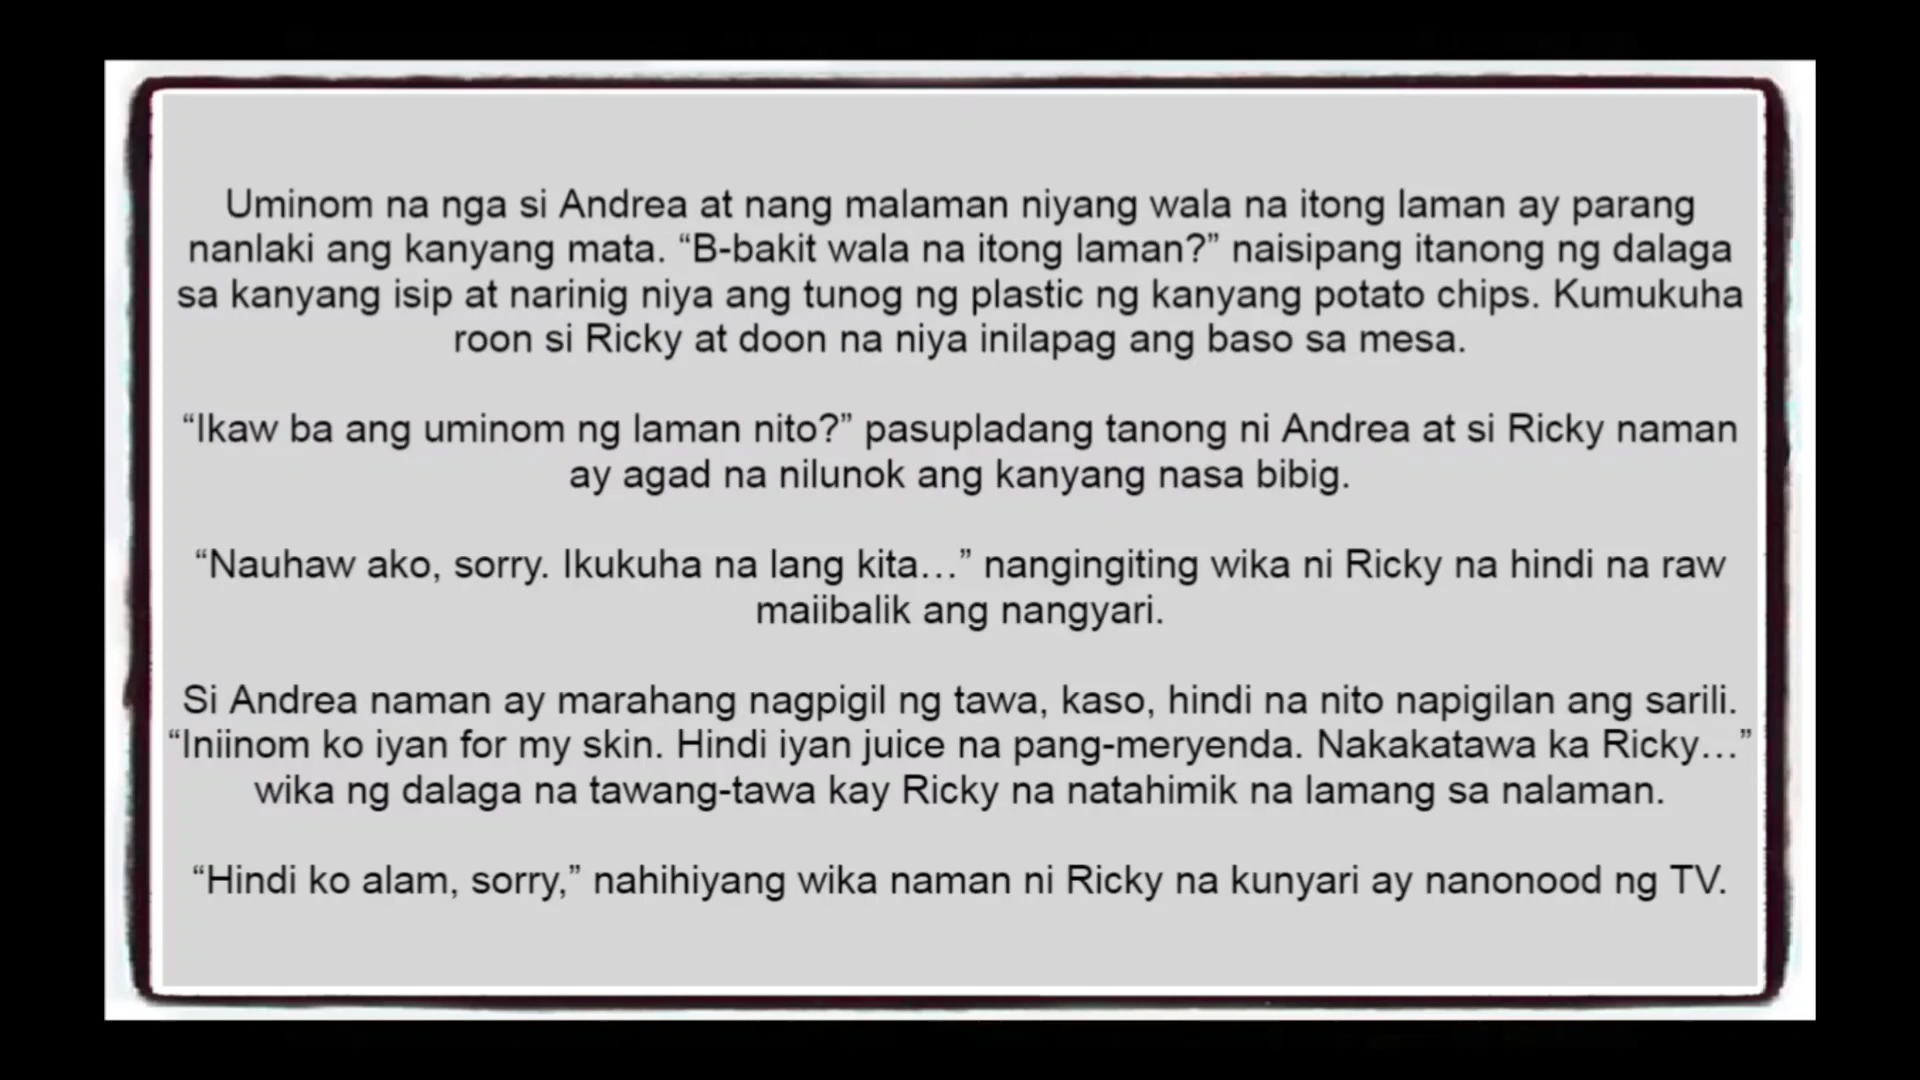 Uminom na nga si Andrea at nang malaman niyang wala na itong laman ay parang
nanlaki ang kanyang mata. “B-bakit wala na itong laman?” naisipang itanong ng dalaga
sa kanyang isip at narinig niya ang tunog ng plastic ng kanyang potato chips. Kumukuha
roon si Ricky at doon na niya inilapag ang baso sa mesa.
“Ikaw ba ang uminom ng laman nito?” pasupladang tanong ni Andrea at si Ricky naman
ay agad na nilunok ang kanyang nasa bibig.
“Nauhaw ako, sorry. Ikukuha na lang kita…” nangingiting wika ni Ricky na hindi na raw
maiibalik ang nangyari.
Si Andrea naman ay marahang nagpigil ng tawa, kaso, hindi na nito napigilan ang sarili.
“Iniinom ko iyan for my skin. Hindi iyan juice na pang-meryenda. Nakakatawa ka Ricky…”
wika ng dalaga na tawang-tawa kay Ricky na natahimik na lamang sa nalaman.
“Hindi ko alam, sorry,” nahihiyang wika naman ni Ricky na kunyari ay nanonood ng TV.